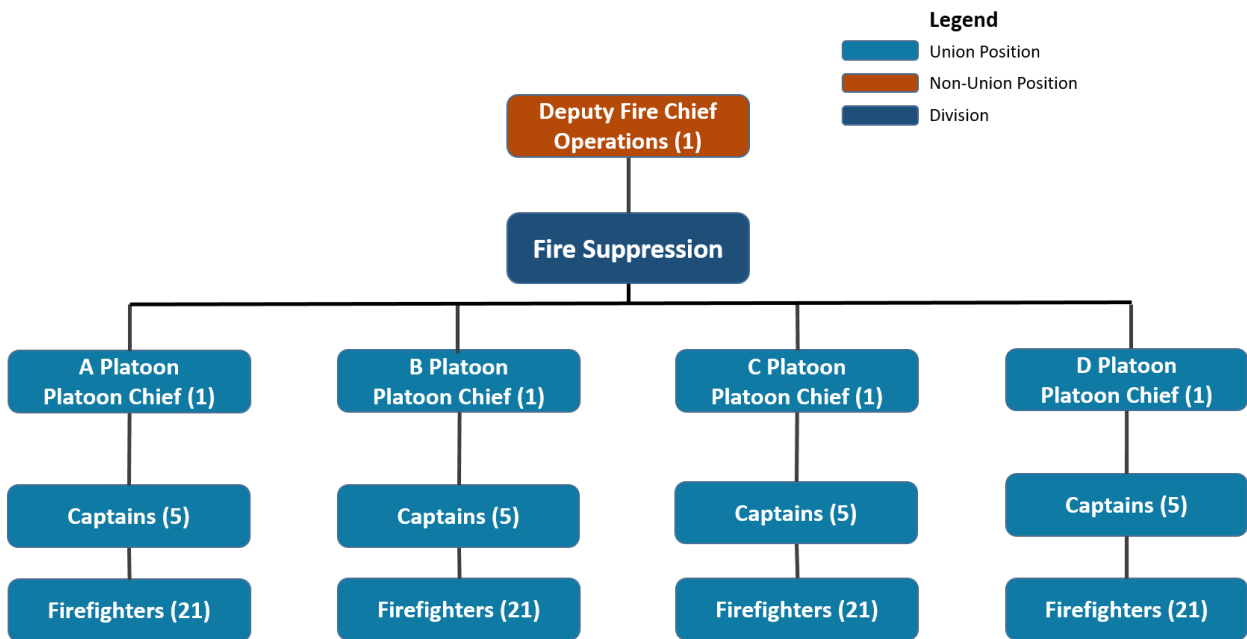 Legend
Union Position
Non-Union Position
Division
Deputy Fire Chief
Operations (1)
Fire Suppression
A Platoon
Platoon Chief (1)
B Platoon
Platoon Chief (1)
C Platoon
Platoon Chief (1)
D Platoon
Platoon Chief (1)
Captains (5)
Captains (5)
Captains (5)
Captains (5)
Firefighters (21)
Firefighters (21)
Firefighters (21)
Firefighters (21)